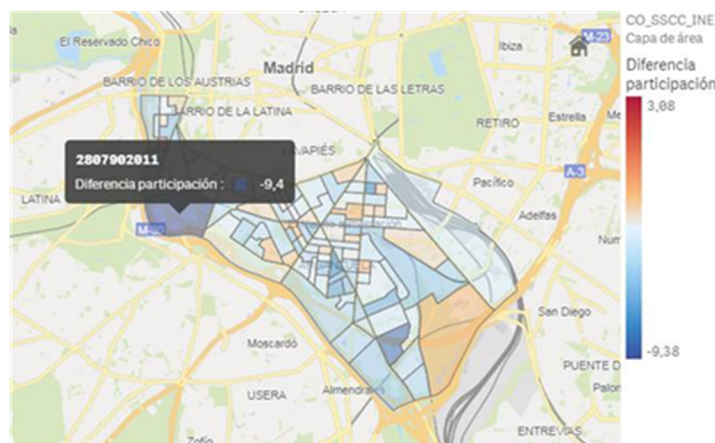 El Reservado Chico
Ibiza
M-23
Madrid
BARRIO DE LOS AUSTRIAS
BARRIO DE LAS LETRAS
BARRIO DE LA LATINA
RETIRO
Estrella
LAVAPIÉS
2807902011
Diferencia participación :
-9,4
Pacífico
A-3
LATINA
Adelfas
M-30
San Diego
Moscardó
PUENTE D
USERA
Almendrales
Palon
Zofío
ENTREVÍAS
CO_SSCC_INE
Capa de área
Diferencia
participación
3,08
-9,38